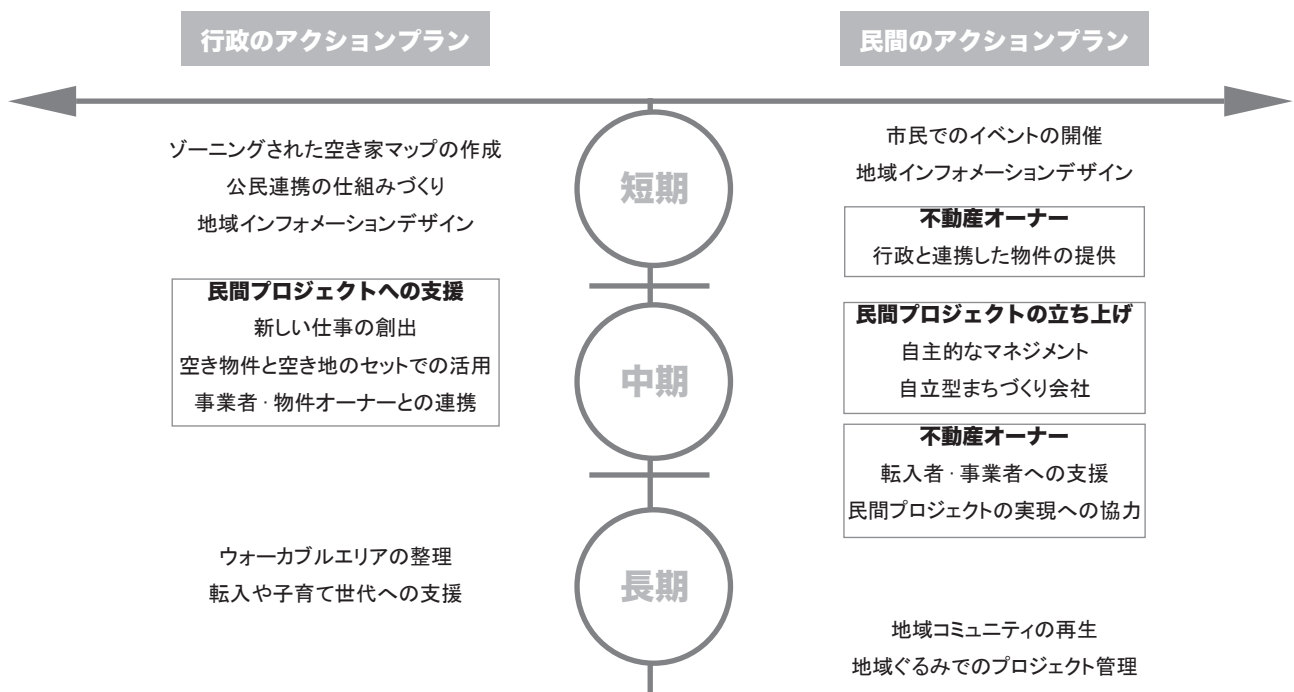 行政のアクションプラン
民間のアクションプラン
短期
ゾーニングされた空き家マップの作成
公民連携の仕組みづくり
地域インフォメーションデザイン
市民でのイベントの開催
地域インフォメーションデザイン
不動産オーナー
行政と連携した物件の提供
中期
民間プロジェクトへの支援
新しい仕事の創出
空き物件と空き地のセットでの活用
事業者・物件オーナーとの連携
民間プロジェクトの立ち上げ
自主的なマネジメント
自立型まちづくり会社
不動産オーナー
転入者・事業者への支援
民間プロジェクトの実現への協力
長期
ウォーカブルエリアの整理
転入や子育て世代への支援
地域コミュニティの再生
地域ぐるみでのプロジェクト管理